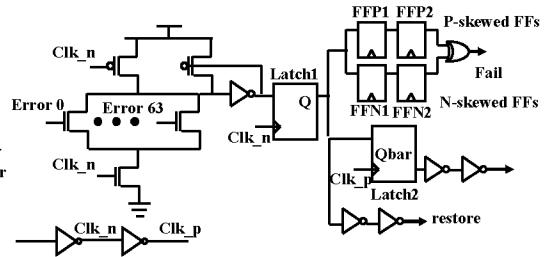 FFP1 FFP2
P-skewed FFs
Clk_n
Latch1
Fail
Error 0
Error 63
Q
N-skewed FFs
Clk_n
FFN1 FFN2
Clk_n
Qbar
r
Clk_p
Latch2
Clk_n
Clk_p
restore